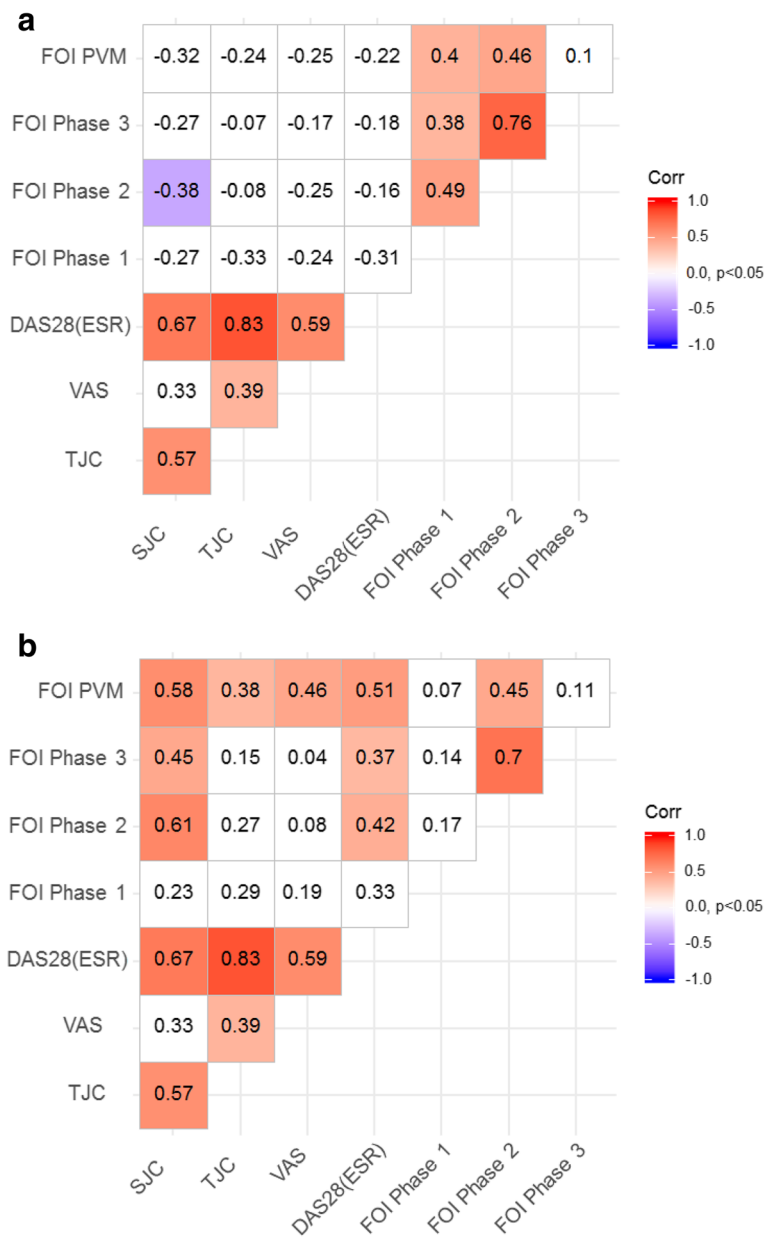 a
FOI PVM -0.32 -0.24 -0.25 -0.22 0.4 0.46 0.1
FOI Phase 3 -0.27 -0.07 -0.17 -0.18 0.38 0.76
FOI Phase 2 -0.38 -0.08 -0.25 -0.16 0.49
FOI Phase 1 -0.27 -0.33 -0.24 -0.31
DAS28(ESR) 0.67 0.83 0.59
VAS 0.33 0.39
TJC 0.57
SJC TJC VAS DAS28(ESR) FOI Phase 1 FOI Phase 2 FOI Phase 3
Corr
1.0
0.5
0.0, p<0.05
-0.5
-1.0
b
FOI PVM 0.58 0.38 0.46 0.51 0.07 0.45 0.11
FOI Phase 3 0.45 0.15 0.04 0.37 0.14 0.7
FOI Phase 2 0.61 0.27 0.08 0.42 0.17
FOI Phase 1 0.23 0.29 0.19 0.33
DAS28(ESR) 0.67 0.83 0.59
VAS 0.33 0.39
TJC 0.57
SJC TJC VAS DAS28(ESR) FOI Phase 1 FOI Phase 2 FOI Phase 3
Corr
1.0
0.5
0.0, p<0.05
-0.5
-1.0